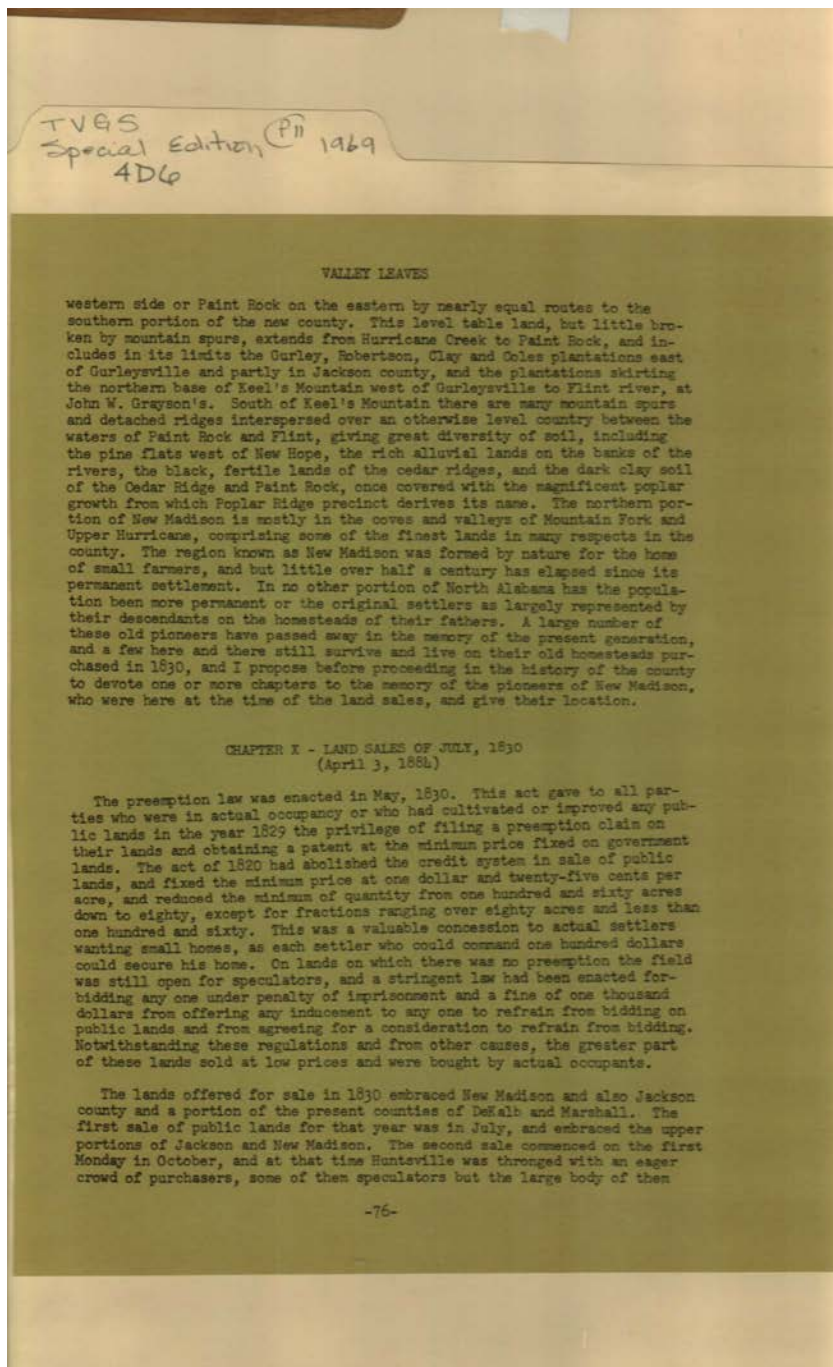 TVGS
Special Edition PII 1969
4D6
VALLEY LEAVES
western side or Paint Rock on the eastern by nearly equal routes to the
southern portion of the new county. This level table land, but little bro-
ken by mountain spurs, extends from Hurricane Creek to Paint Rock, and in-
cludes in its limits the Gurley, Robertson, Clay and Coles plantations east
of Gurleysville and partly in Jackson county, and the plantations skirting
the northern base of Keel's Mountain west of Gurleysville to Flint river, at
John W. Grayson's. South of Keel's Mountain there are many mountain spurs
and detached ridges interspersed over an otherwise level country between the
waters of Paint Rock and Flint, giving great diversity of soil, including
the pine flats west of New Hope, the rich alluvial lands on the banks of the
rivers, the black, fertile lands of the cedar ridges, and the dark clay soil
of the Cedar Ridge and Paint Rock, once covered with the magnificent poplar
growth from which Poplar Ridge precinct derives its name. The northern por-
tion of New Madison is mostly in the coves and valleys of Mountain Fork and
Upper Hurricane, comprising some of the finest lands in many respects in the
county. The region known as New Madison was formed by nature for the home
of small farmers, and but little over half a century has elapsed since its
permanent settlement. In no other portion of North Alabama has the popula-
tion been more permanent or the original settlers as largely represented by
their descendants on the homesteads of their fathers. A large number of
these old pioneers have passed away in the memory of the present generation,
and a few here and there still survive and live on their old homesteads pur-
chased in 1830, and I propose before proceeding in the history of the county
to devote one or more chapters to the memory of the pioneers of New Madison,
who were here at the time of the land sales, and give their location.
CHAPTER X - LAND SALES OF JULY, 1830
(April 3, 1884)
The preemption law was enacted in May, 1830. This act gave to all par-
ties who were in actual occupancy or who had cultivated or improved any pub-
lic lands in the year 1829 the privilege of filing a preemption claim on
their lands and obtaining a patent at the minimum price fixed on government
lands. The act of 1820 had abolished the credit system in sale of public
lands, and fixed the minimum price at one dollar and twenty-five cents per
acre, and reduced the minimum of quantity from one hundred and sixty acres
down to eighty, except for fractions ranging over eighty acres and less than
one hundred and sixty. This was a valuable concession to actual settlers
wanting small homes, as each settler who could command one hundred dollars
could secure his home. On lands on which there was no preemption the field
was still open for speculators, and a stringent law had been enacted for-
bidding any one under penalty of imprisonment and a fine of one thousand
dollars from offering any inducement to any one to refrain from bidding on
public lands and from agreeing for a consideration to refrain from bidding.
Notwithstanding these regulations and from other causes, the greater part
of these lands sold at low prices and were bought by actual occupants.
The lands offered for sale in 1830 embraced New Madison and also Jackson
county and a portion of the present counties of DeKalb and Marshall. The
first sale of public lands for that year was in July, and embraced the upper
portions of Jackson and New Madison. The second sale commenced on the first
Monday in October, and at that time Huntsville was thronged with an eager
crowd of purchasers, some of them speculators but the large body of them
-76-